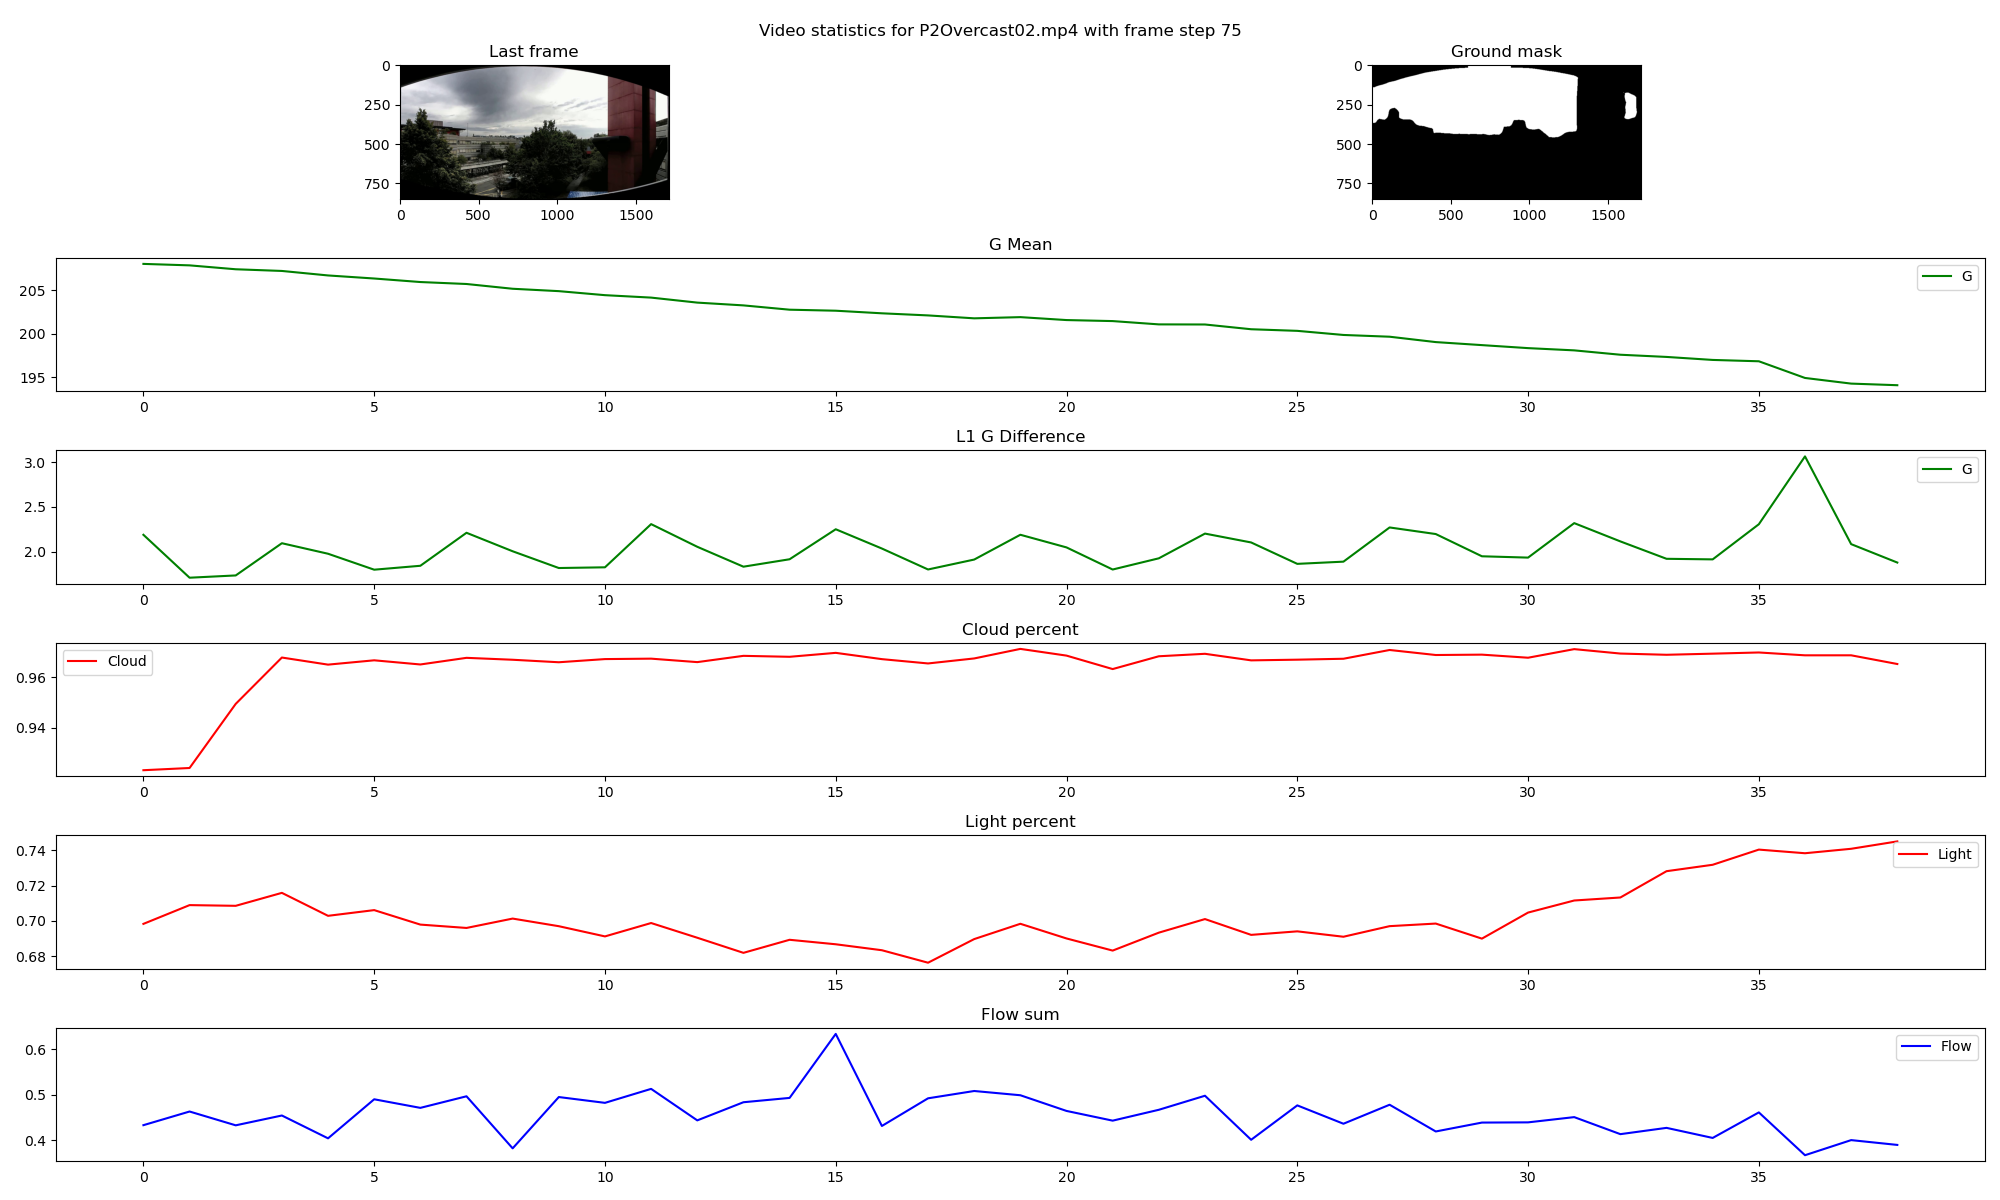 Video statistics for P2Overcast02.mp4 with frame step 75
Last frame
0
250
500
750
0 500 1000 1500
Ground mask
0
250
500
750
0 500 1000 1500
G Mean
G
205
200
195
0 5 10 15 20 25 30 35
L1 G Difference
G
3.0
2.5
2.0
0 5 10 15 20 25 30 35
Cloud percent
Cloud
0.96
0.94
0 5 10 15 20 25 30 35
Light percent
Light
0.74
0.72
0.70
0.68
0 5 10 15 20 25 30 35
Flow sum
Flow
0.6
0.5
0.4
0 5 10 15 20 25 30 35